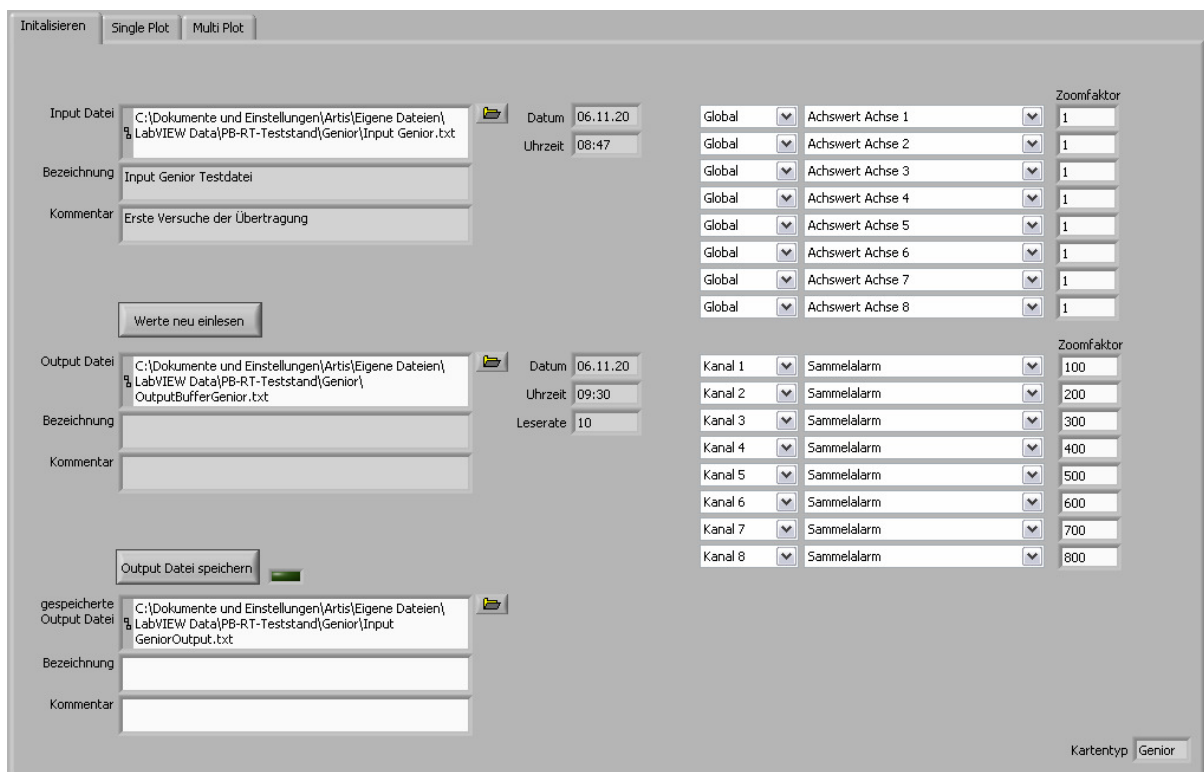 Initalisieren
Single Plot
Multi Plot
Input Datei
C:\Dokumente und Einstellungen\Artis\Eigene Dateien\
LabVIEW Data\PB-RT-Teststand\Genior\Input Genior.txt
Bezeichnung
Input Genior Testdatei
Kommentar
Erste Versuche der Übertragung
Datum 06.11.20
Uhrzeit 08:47
Zoomfaktor
Global Achswert Achse 1 1
Global Achswert Achse 2 1
Global Achswert Achse 3 1
Global Achswert Achse 4 1
Global Achswert Achse 5 1
Global Achswert Achse 6 1
Global Achswert Achse 7 1
Global Achswert Achse 8 1
Werte neu einlesen
Output Datei
C:\Dokumente und Einstellungen\Artis\Eigene Dateien\
LabVIEW Data\PB-RT-Teststand\Genior\
OutputBufferGenior.txt
Bezeichnung
Kommentar
Datum 06.11.20
Uhrzeit 09:30
Leserate 10
Zoomfaktor
Kanal 1 Sammelalarm 100
Kanal 2 Sammelalarm 200
Kanal 3 Sammelalarm 300
Kanal 4 Sammelalarm 400
Kanal 5 Sammelalarm 500
Kanal 6 Sammelalarm 600
Kanal 7 Sammelalarm 700
Kanal 8 Sammelalarm 800
Output Datei speichern
gespeicherte
Output Datei
C:\Dokumente und Einstellungen\Artis\Eigene Dateien\
LabVIEW Data\PB-RT-Teststand\Genior\Input
GeniorOutput.txt
Bezeichnung
Kommentar
Kartentyp Genior